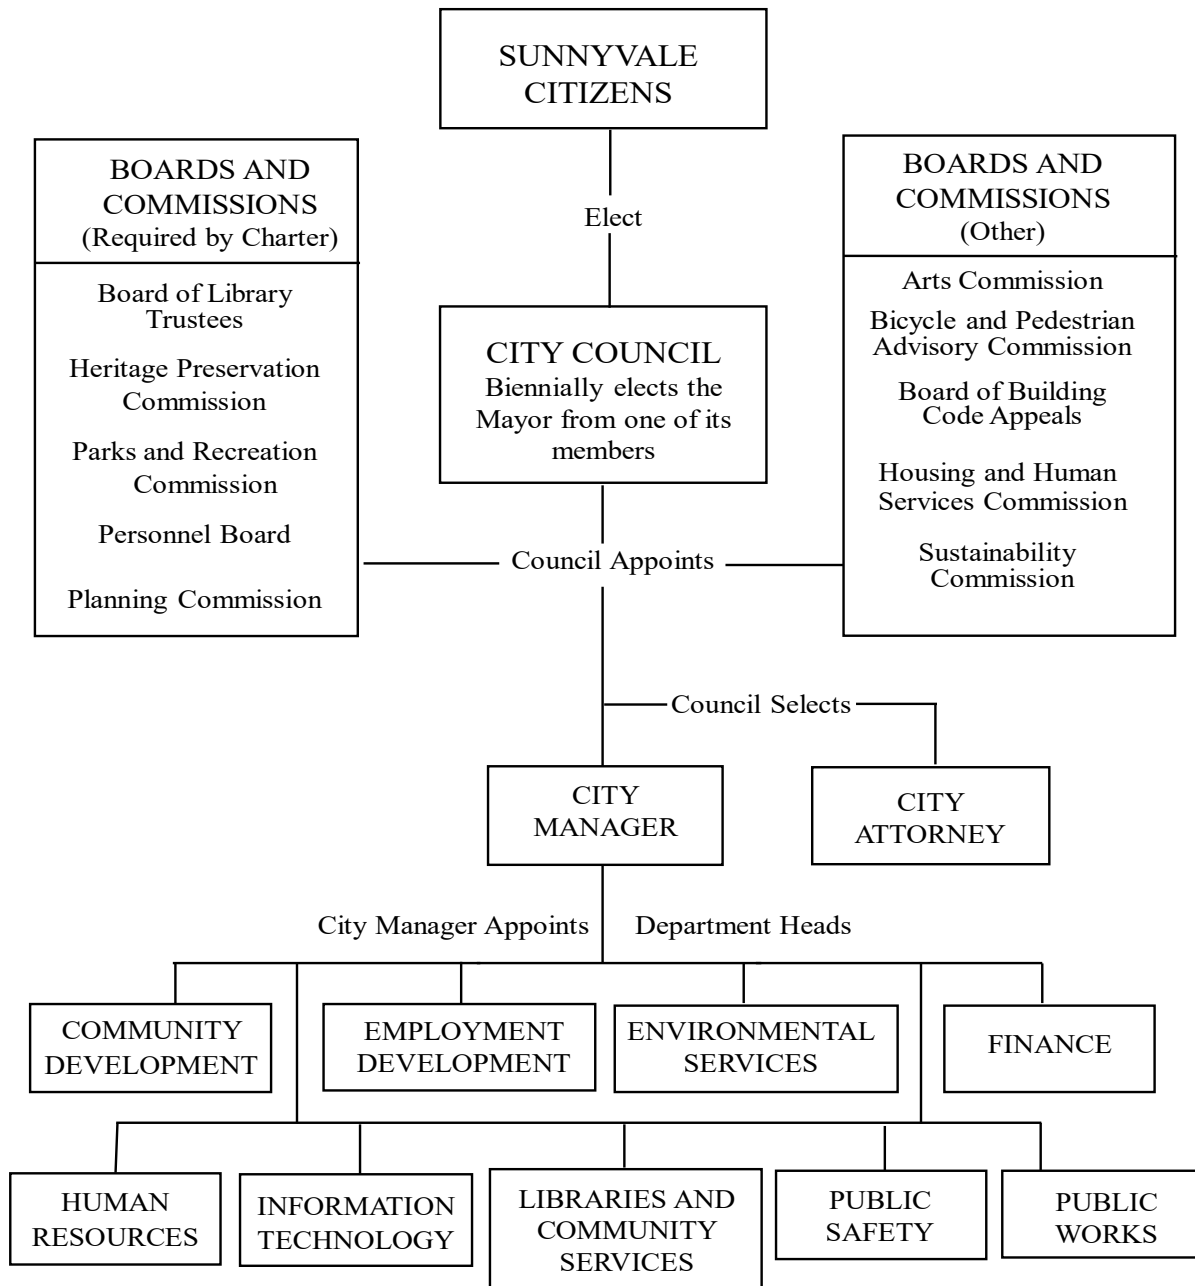 SUNNYVALE
CITIZENS
BOARDS AND
COMMISSIONS
(Required by Charter)
Board of Library
Trustees
Heritage Preservation
Commission
Parks and Recreation
Commission
Personnel Board
Planning Commission
Elect
CITY COUNCIL
Biennially elects the
Mayor from one of its
members
BOARDS AND
COMMISSIONS
(Other)
Arts Commission
Bicycle and Pedestrian
Advisory Commission
Board of Building
Code Appeals
Housing and Human
Services Commission
Sustainability
Commission
Council Appoints
Council Selects
CITY
MANAGER
CITY
ATTORNEY
City Manager Appoints Department Heads
COMMUNITY
DEVELOPMENT
EMPLOYMENT
DEVELOPMENT
ENVIRONMENTAL
SERVICES
FINANCE
HUMAN
RESOURCES
INFORMATION
TECHNOLOGY
LIBRARIES AND
COMMUNITY
SERVICES
PUBLIC
SAFETY
PUBLIC
WORKS